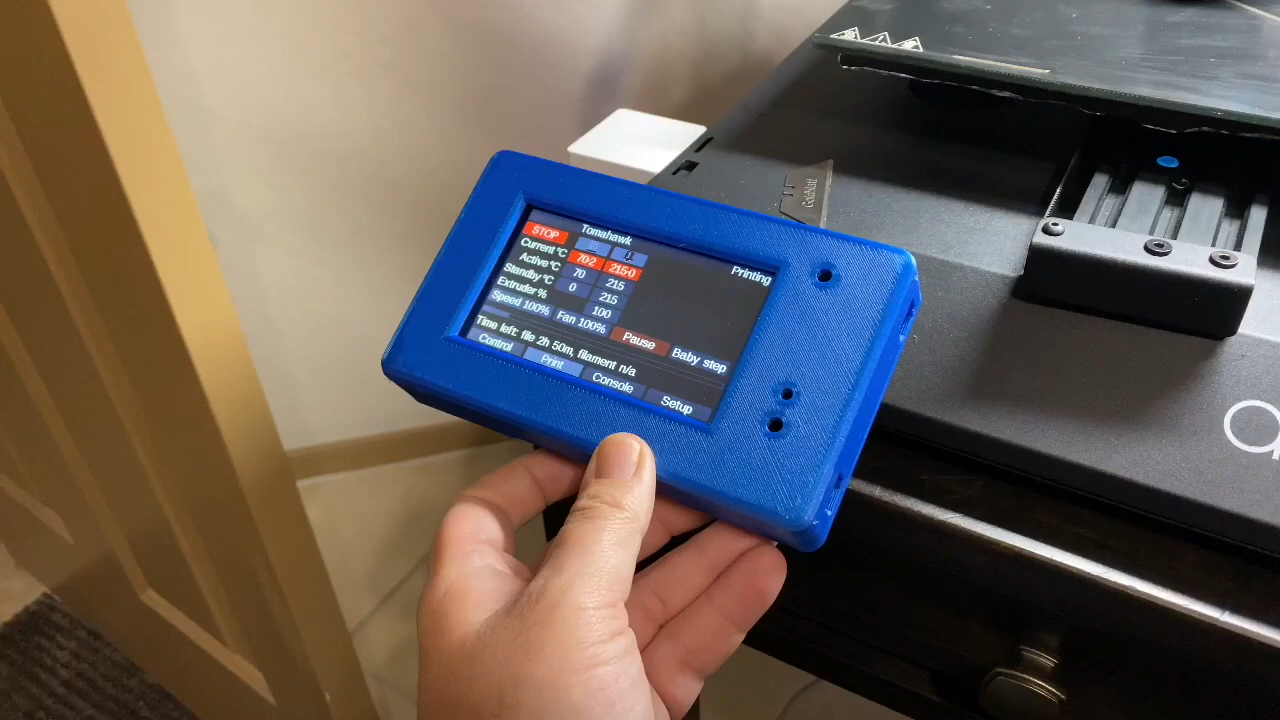 Tomahawk
STOP
Printing
Current °C 70·2 215·0
Active °C 70 215
Standby °C 0 215
Extruder % 100
Speed 100% Fan 100% Pause Baby step
Time left: file 2h 50m, filament n/a
Control Print Console Setup
Goldblatt